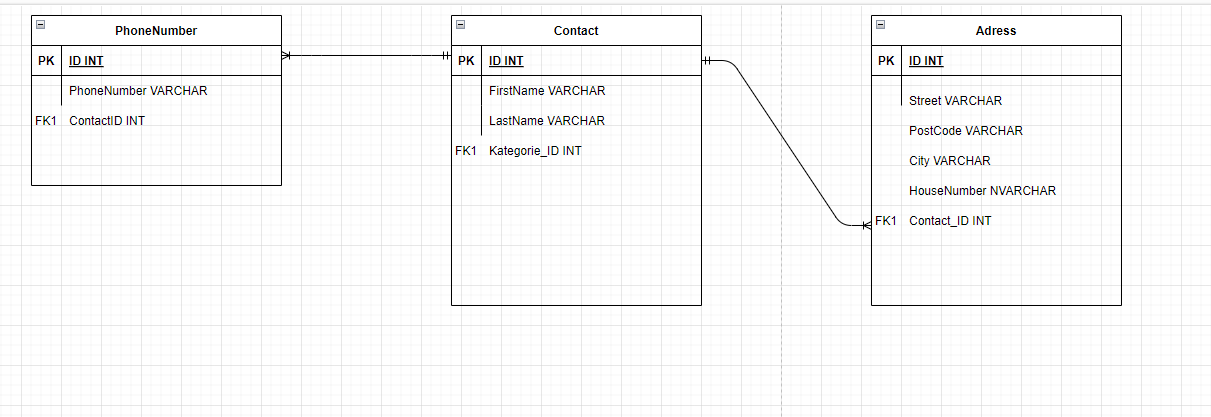 PhoneNumber
PK ID INT
PhoneNumber VARCHAR
FK1 ContactID INT
Contact
PK ID INT
FirstName VARCHAR
LastName VARCHAR
FK1 Kategorie_ID INT
Adress
PK ID INT
Street VARCHAR
PostCode VARCHAR
City VARCHAR
HouseNumber NVARCHAR
FK1 Contact_ID INT